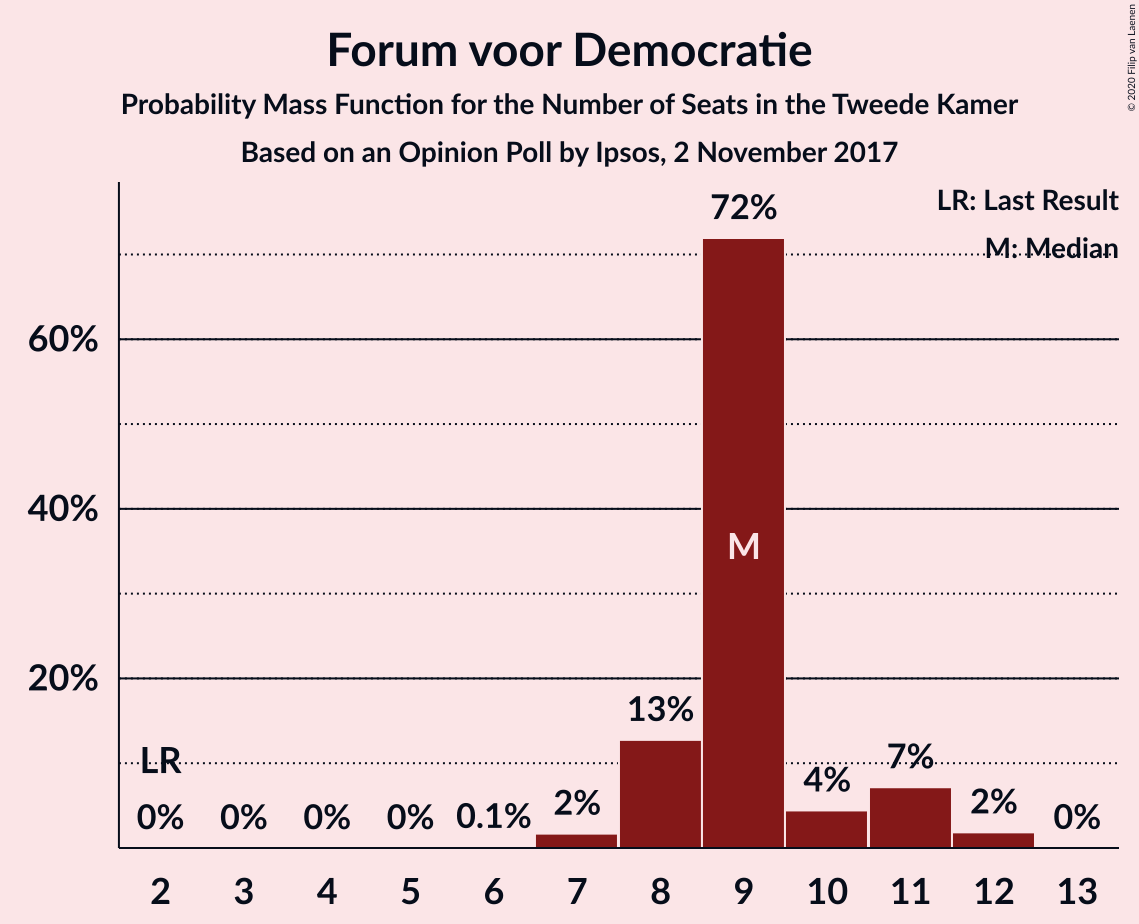 Forum voor Democratie
Probability Mass Function for the Number of Seats in the Tweede Kamer
Based on an Opinion Poll by Ipsos, 2 November 2017
© 2020 Filip van Laenen
LR: Last Result
M: Median
72%
60%
40%
M
20%
13%
LR
7%
4%
0% 0% 0% 0% 0.1% 2% 2% 0%
2 3 4 5 6 7 8 9 10 11 12 13